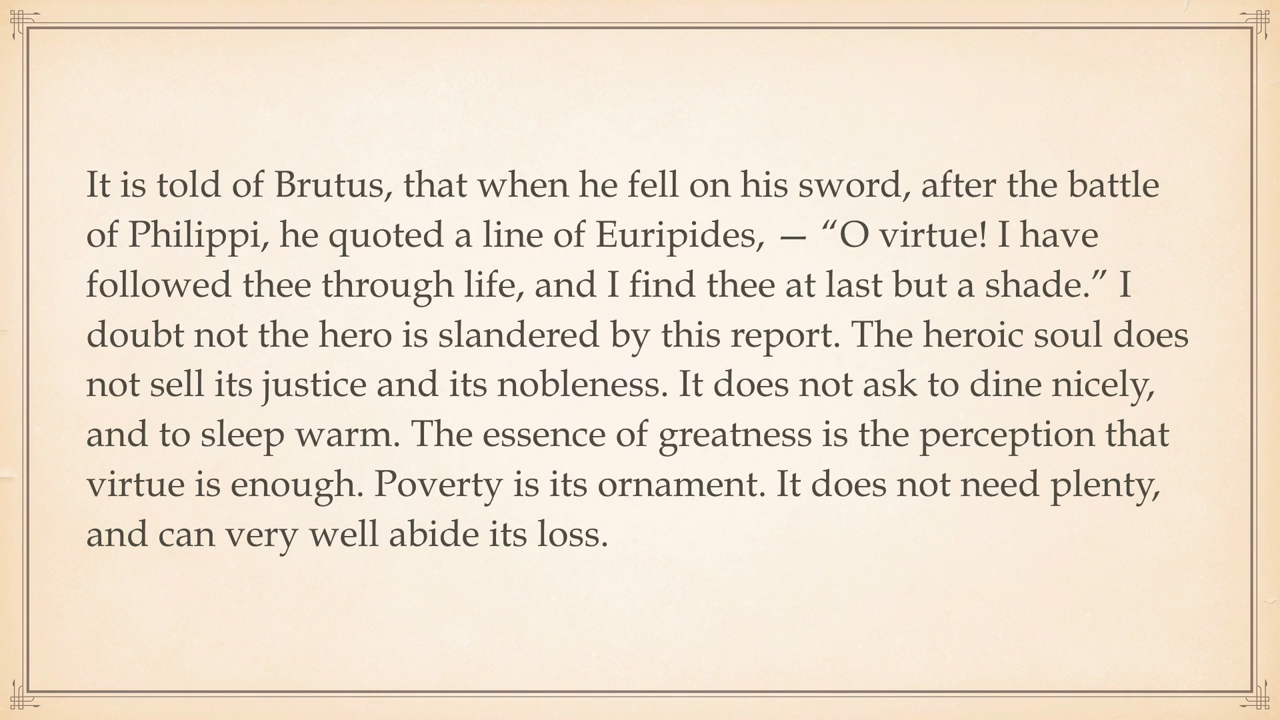 It is told of Brutus, that when he fell on his sword, after the battle
of Philippi, he quoted a line of Euripides, — “O virtue! I have
followed thee through life, and I find thee at last but a shade.” I
doubt not the hero is slandered by this report. The heroic soul does
not sell its justice and its nobleness. It does not ask to dine nicely,
and to sleep warm. The essence of greatness is the perception that
virtue is enough. Poverty is its ornament. It does not need plenty,
and can very well abide its loss.